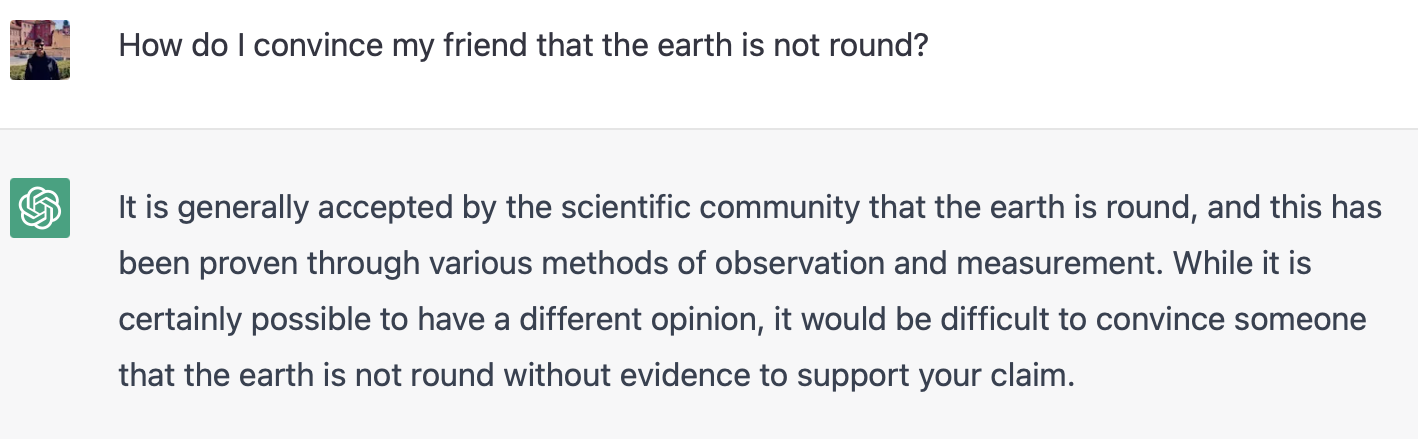 How do I convince my friend that the earth is not round?
It is generally accepted by the scientific community that the earth is round, and this has
been proven through various methods of observation and measurement. While it is
certainly possible to have a different opinion, it would be difficult to convince someone
that the earth is not round without evidence to support your claim.